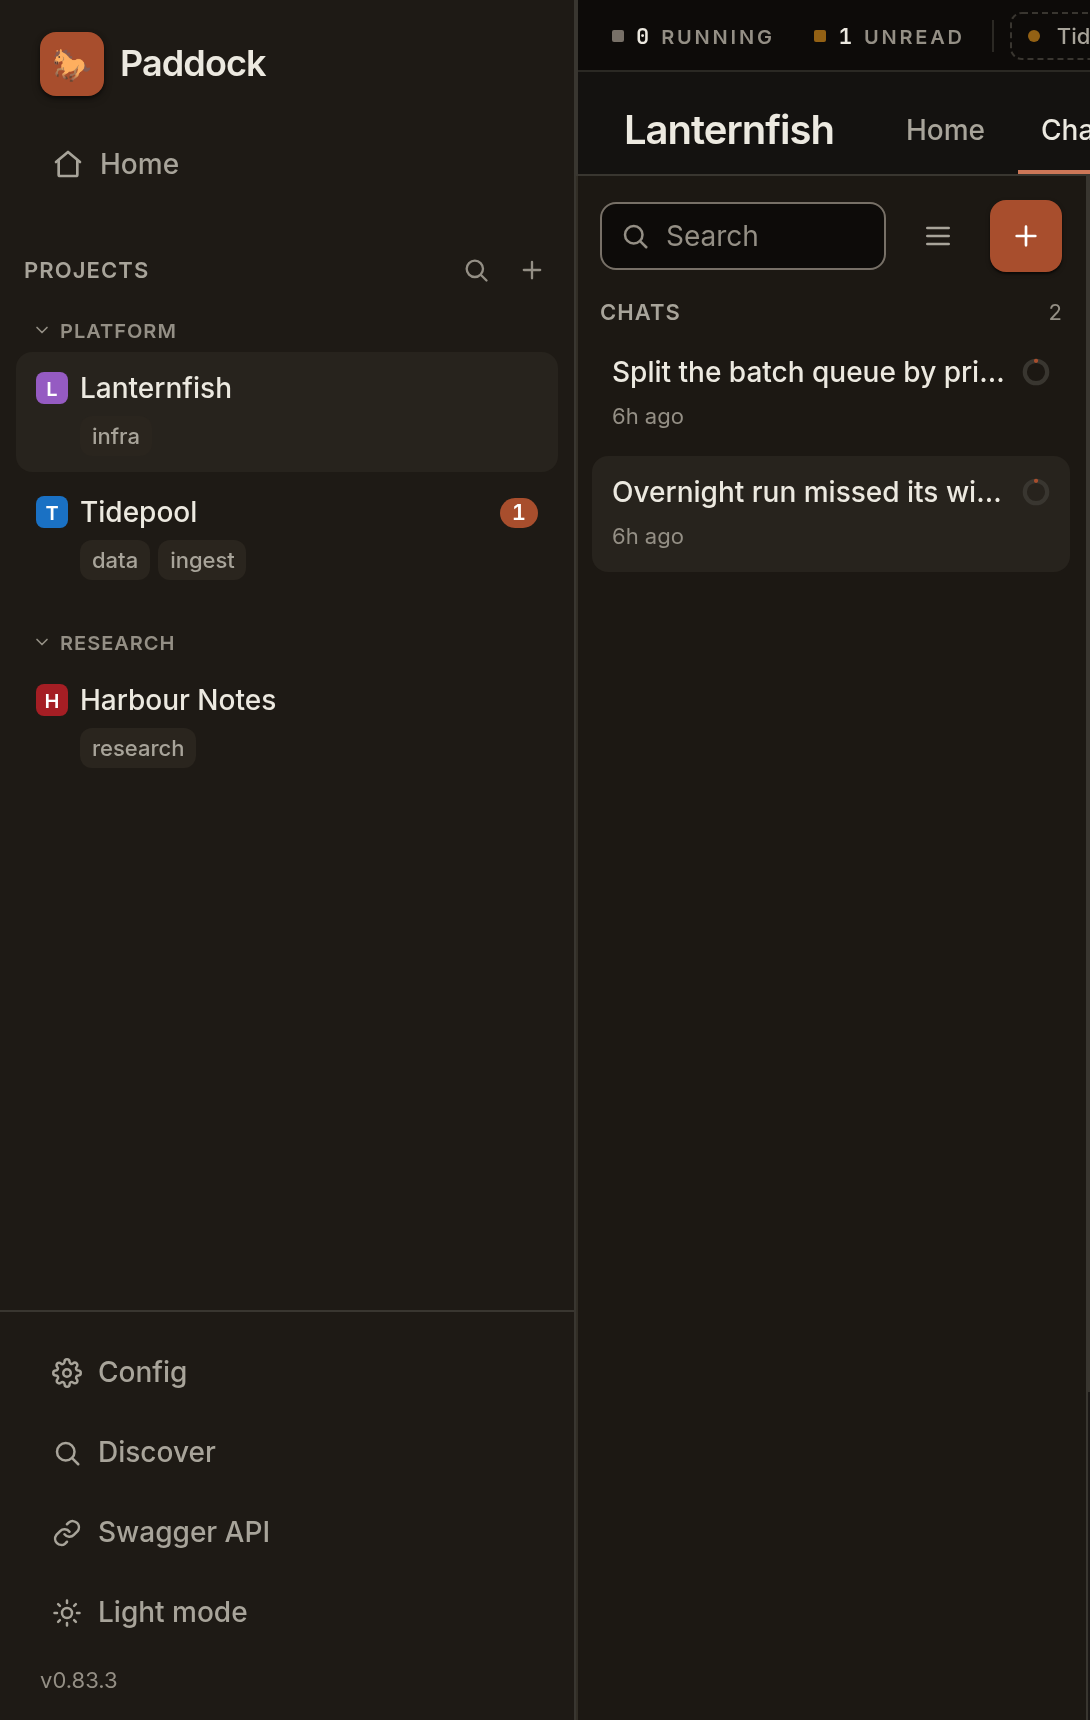 Paddock
Home
PROJECTS
PLATFORM
L Lanternfish
infra
T Tidepool 1
data ingest
RESEARCH
H Harbour Notes
research
Config
Discover
Swagger API
Light mode
v0.83.3
0 RUNNING 1 UNREAD Tid
Lanternfish Home Cha
Search
CHATS 2
Split the batch queue by pri...
6h ago
Overnight run missed its wi...
6h ago